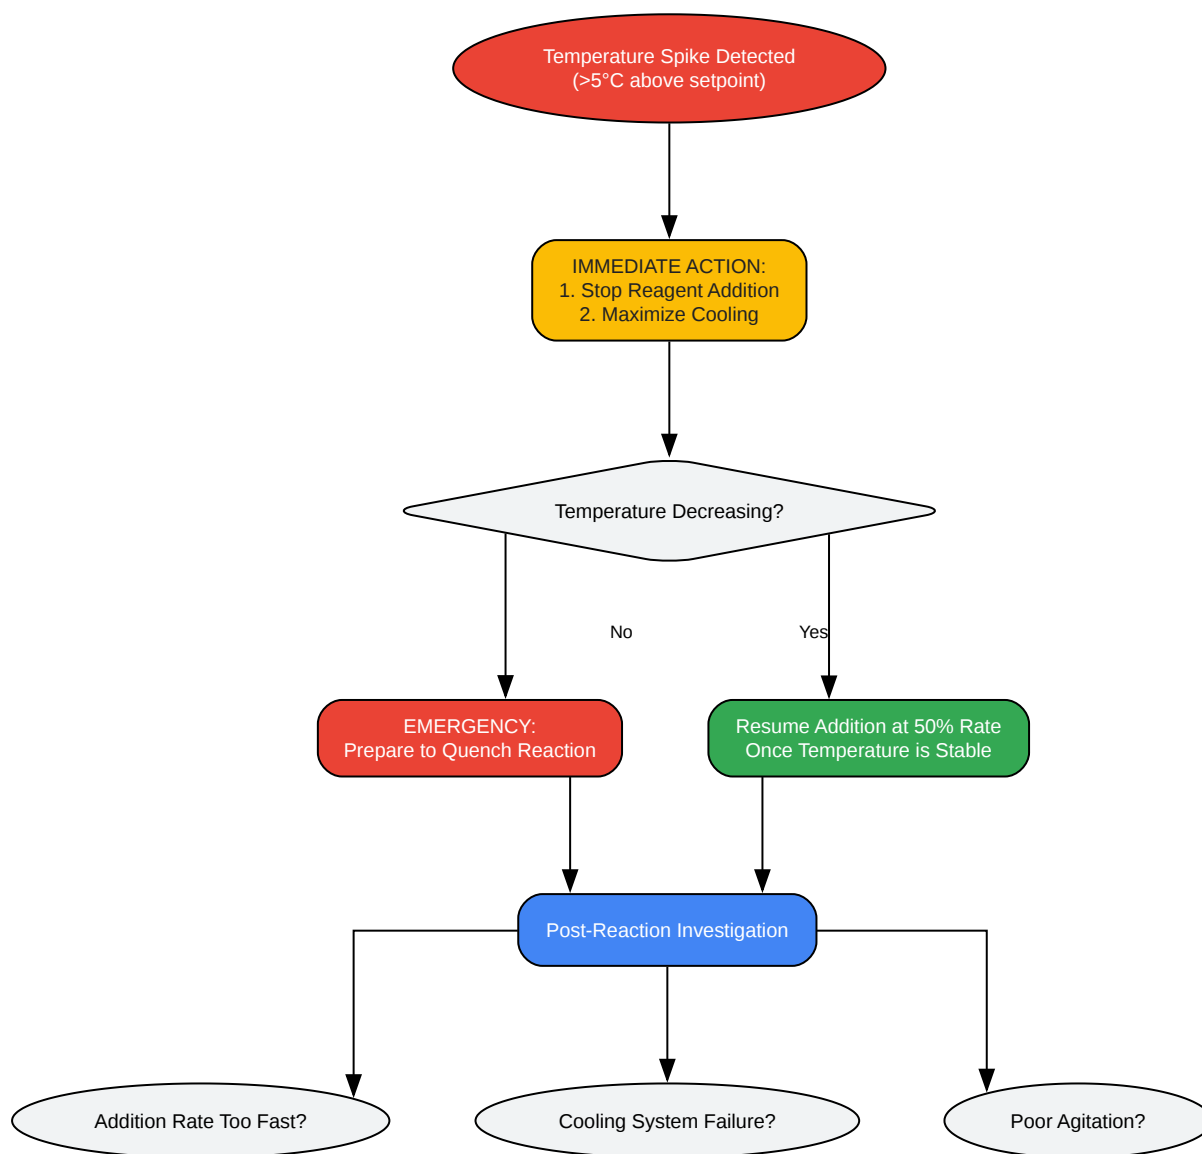 Temperature Spike Detected
(>5°C above setpoint)
IMMEDIATE ACTION:
1. Stop Reagent Addition
2. Maximize Cooling
Temperature Decreasing?
No
Yes
EMERGENCY:
Prepare to Quench Reaction
Resume Addition at 50% Rate
Once Temperature is Stable
Post-Reaction Investigation
Addition Rate Too Fast?
Cooling System Failure?
Poor Agitation?